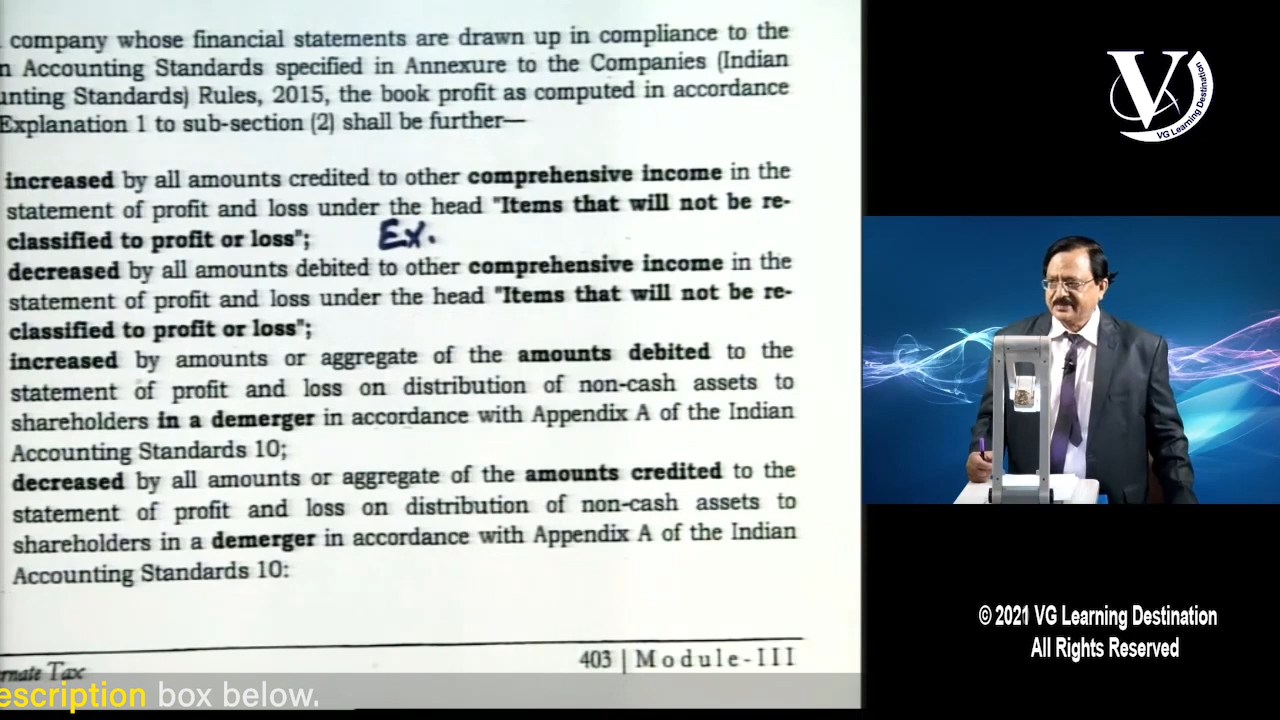 company whose financial statements are drawn up in compliance to the
Accounting Standards specified in Annexure to the Companies (Indian
Standards) Rules, 2015, the book profit as computed in accordance
Explanation 1 to sub-section (2) shall be further—
increased by all amounts credited to other comprehensive income in the
statement of profit and loss under the head "Items that will not be re-
classified to profit or loss";
Ex.
decreased by all amounts debited to other comprehensive income in the
statement of profit and loss under the head "Items that will not be re-
classified to profit or loss";
increased by amounts or aggregate of the amounts debited to the
statement of profit and loss on distribution of non-cash assets to
shareholders in a demerger in accordance with Appendix A of the Indian
Accounting Standards 10;
decreased by all amounts or aggregate of the amounts credited to the
statement of profit and loss on distribution of non-cash assets to
shareholders in a demerger in accordance with Appendix A of the Indian
Accounting Standards 10:
Tax
403 | Module-III
box below.
V
VG Learning Destination
© 2021 VG Learning Destination
All Rights Reserved